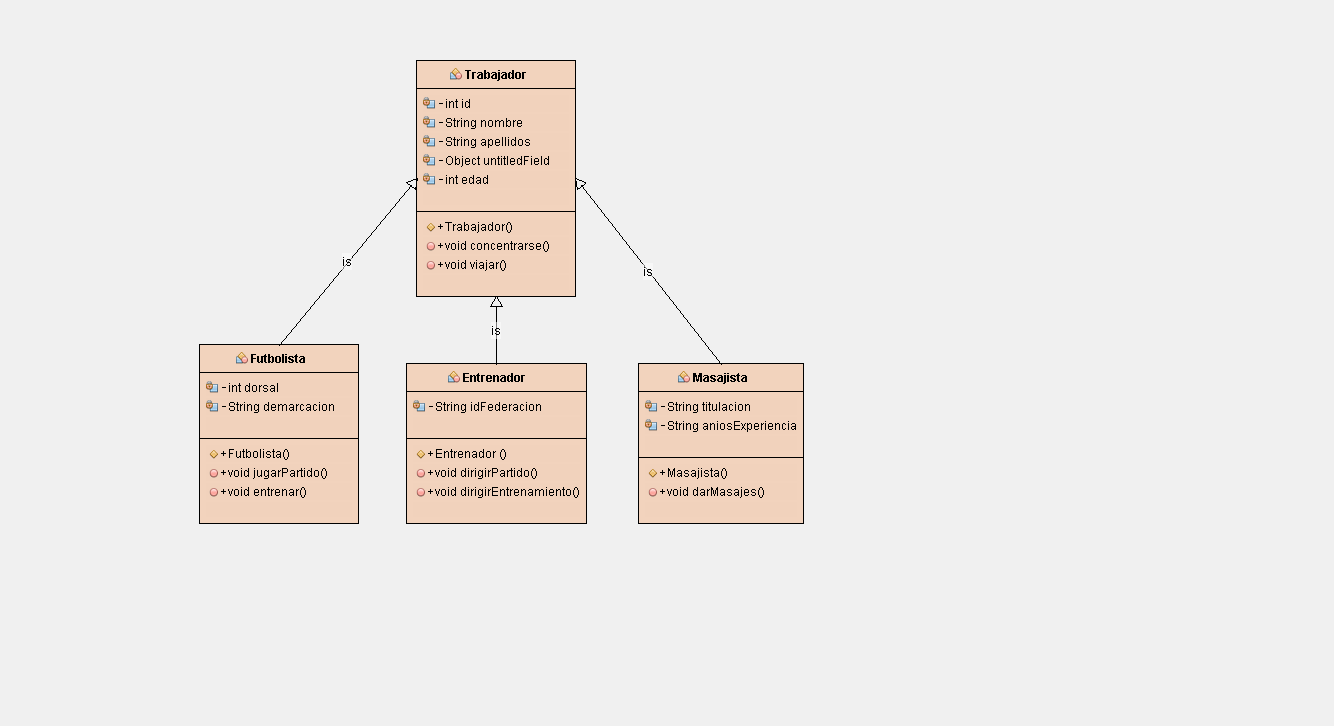 Trabajador
- int id
- String nombre
- String apellidos
- Object untitledField
- int edad
+ Trabajador()
+ void concentrarse()
+ void viajar()
is
is
is
Futbolista
- int dorsal
- String demarcacion
+ Futbolista()
+ void jugarPartido()
+ void entrenar()
Entrenador
- String idFederacion
+ Entrenador ()
+ void dirigirPartido()
+ void dirigirEntrenamiento()
Masajista
- String titulacion
- String aniosExperiencia
+ Masajista()
+ void darMasajes()